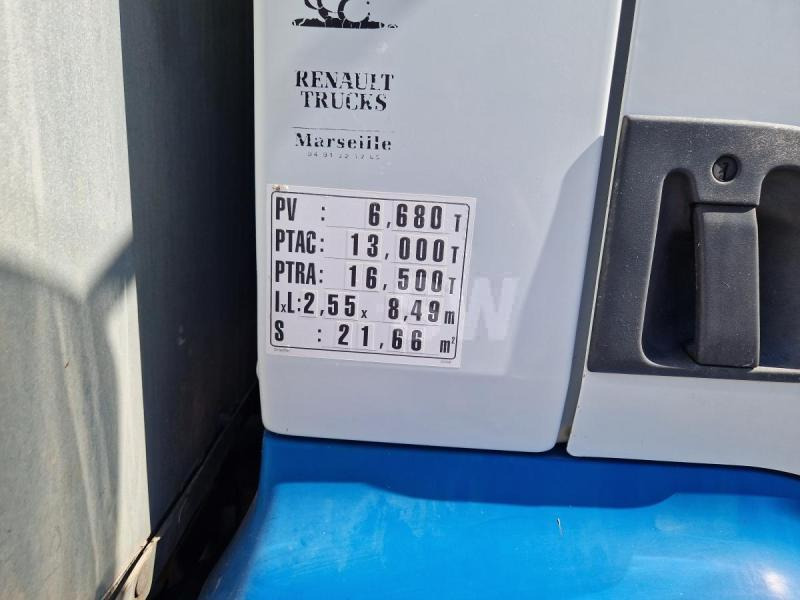 RENAULT
TRUCKS
Marseille
PV : 6,680 T
PTAC: 13,000 T
PTRA: 16,500 T
IxL: 2,55 x 8,49 m
S : 21,66 m²